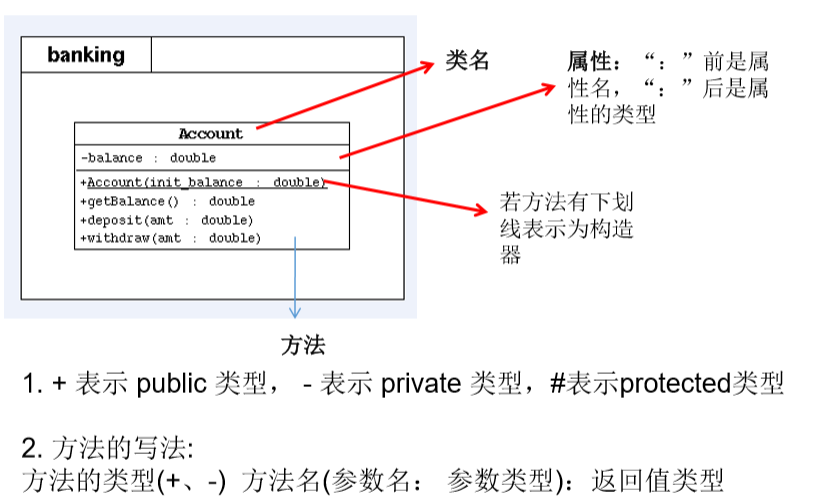 banking
类名
属性：“：”前是属
性名，“：”后是属
性的类型
Account
-balance : double
+Account(init_balance : double)
+getBalance() : double
+deposit(amt : double)
+withdraw(amt : double)
若方法有下划
线表示为构造
器
方法
1. + 表示 public 类型， - 表示 private 类型，#表示protected类型
2. 方法的写法:
方法的类型(+、-) 方法名(参数名： 参数类型)：返回值类型